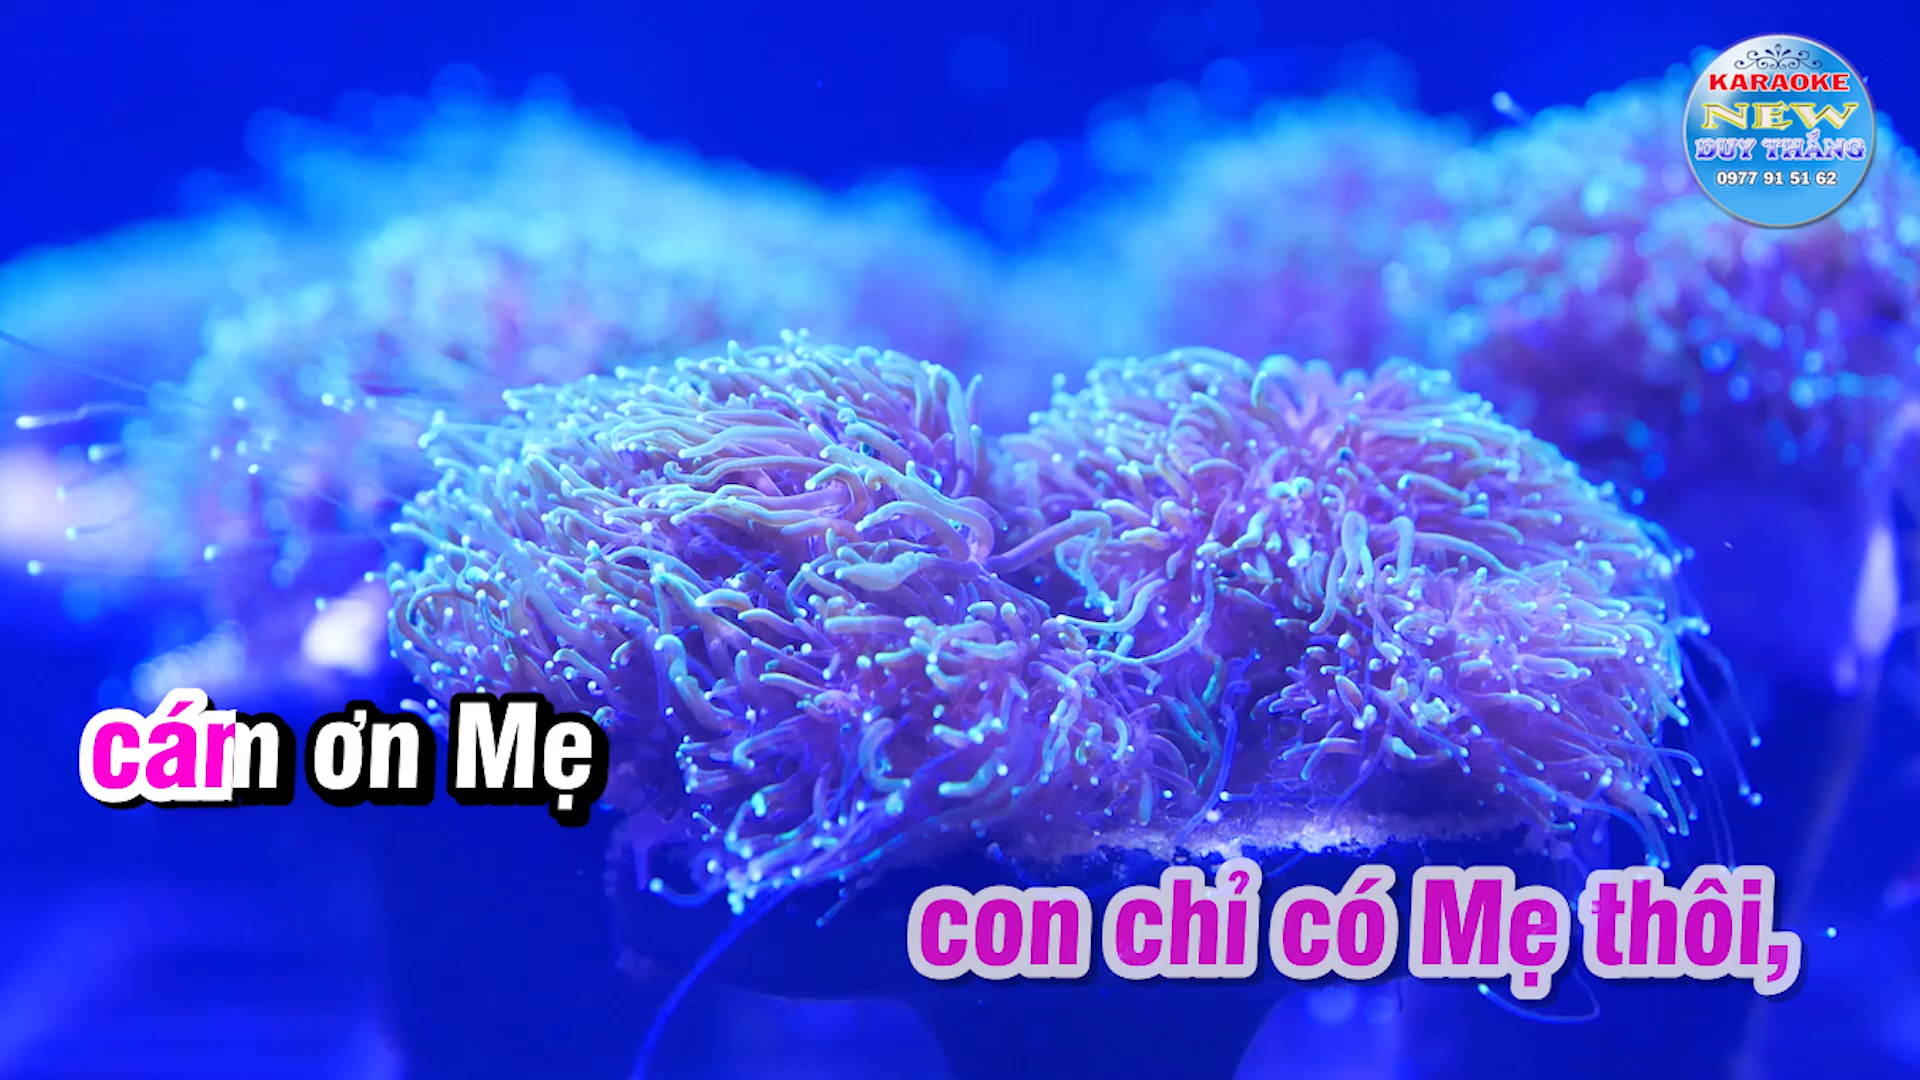 KARAOKE
NEW
DUY THẮNG
0977 91 51 62
cám ơn Mẹ
con chỉ có Mẹ thôi,